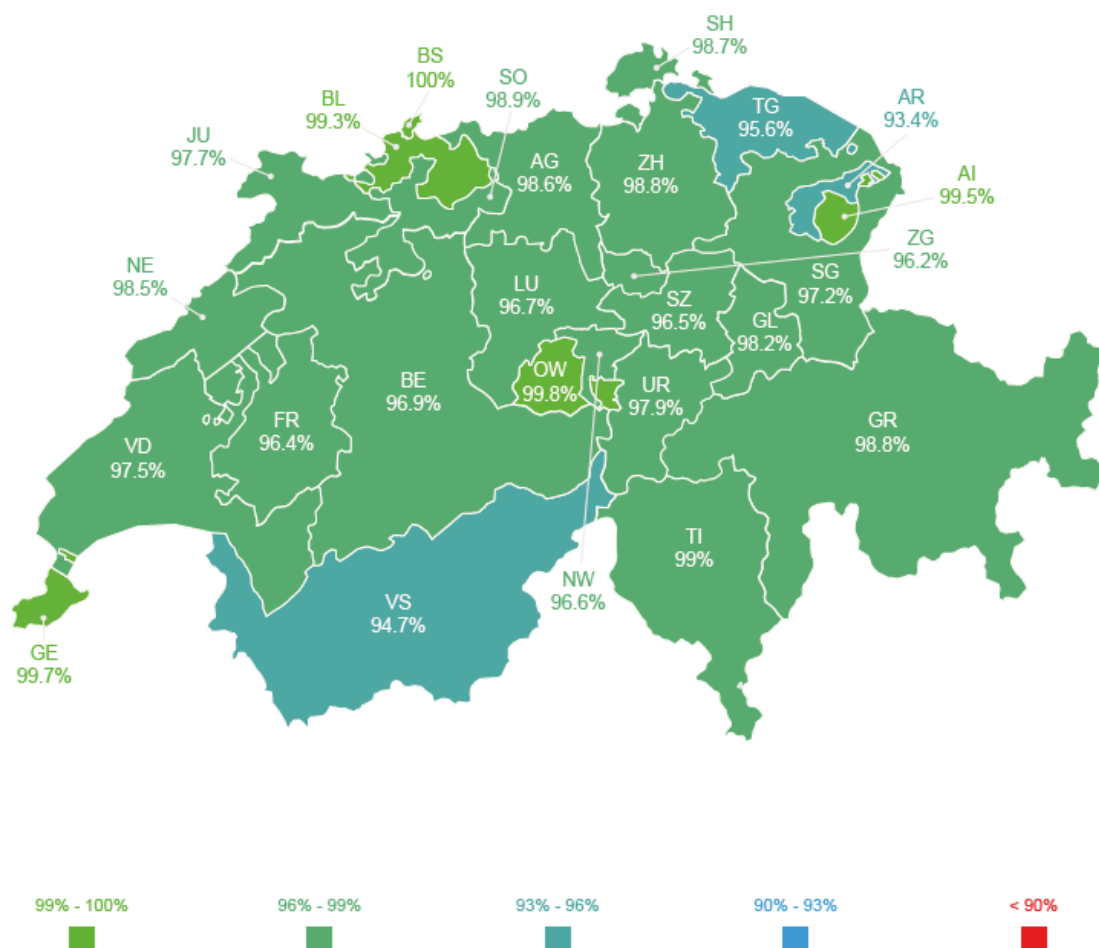 SH
98.7%
BS
100%
SO
98.9%
BL
99.3%
TG
95.6%
AR
93.4%
JU
97.7%
AG
98.6%
ZH
98.8%
AI
99.5%
ZG
96.2%
NE
98.5%
LU
96.7%
SZ
96.5%
SG
97.2%
GL
98.2%
OW
99.8%
BE
96.9%
UR
97.9%
FR
96.4%
GR
98.8%
VD
97.5%
TI
99%
NW
96.6%
VS
94.7%
GE
99.7%
99% - 100%
96% - 99%
93% - 96%
90% - 93%
< 90%